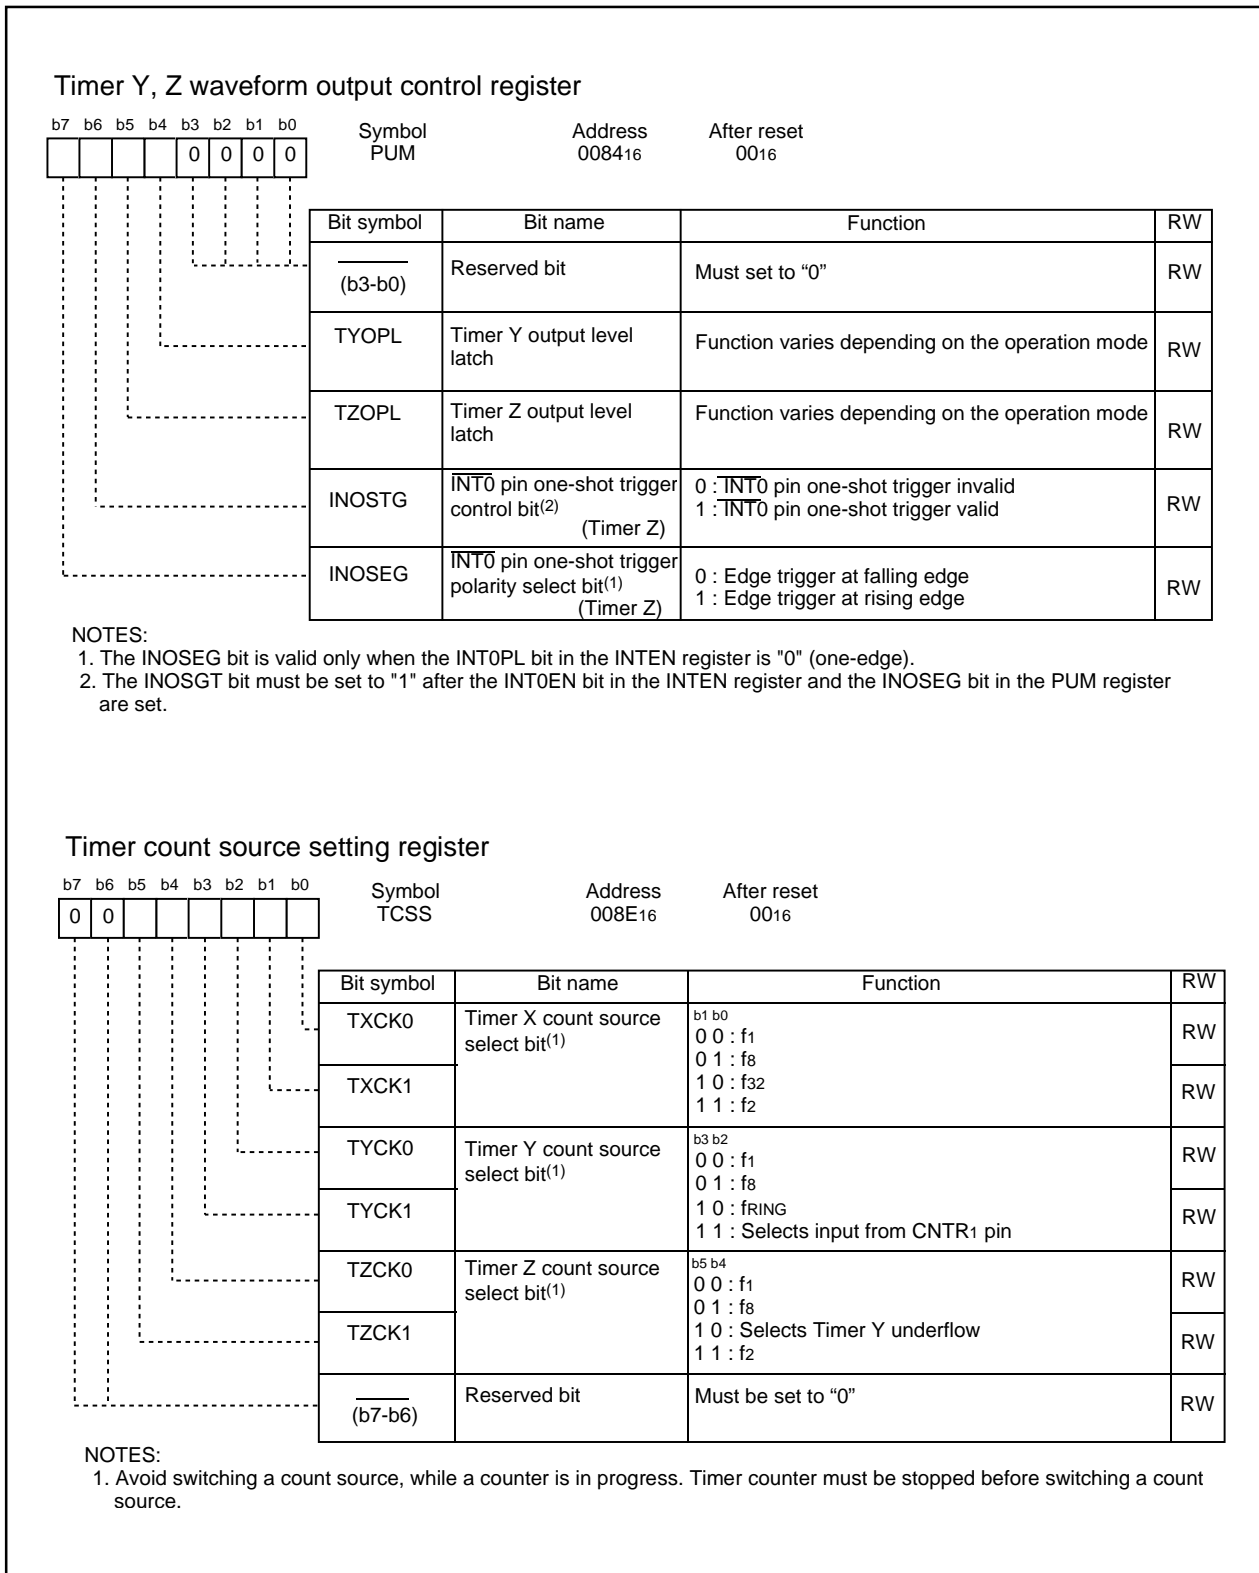 Timer Y, Z waveform output control register
b7 b6 b5 b4 b3 b2 b1 b0
Symbol Address After reset
0 0 0 0
PUM 008416 0016
Bit symbol Bit name Function RW
(b3-b0) Reserved bit Must set to “0” RW
TYOPL Timer Y output level
latch
Function varies depending on the operation mode RW
TZOPL Timer Z output level
latch
Function varies depending on the operation mode RW
INOSTG INT0 pin one-shot trigger
control bit(2)
(Timer Z)
0 : INT0 pin one-shot trigger invalid
1 : INT0 pin one-shot trigger valid
RW
INOSEG INT0 pin one-shot trigger
polarity select bit(1)
(Timer Z)
0 : Edge trigger at falling edge
1 : Edge trigger at rising edge
RW
NOTES:
1. The INOSEG bit is valid only when the INT0PL bit in the INTEN register is "0" (one-edge).
2. The INOSGT bit must be set to "1" after the INT0EN bit in the INTEN register and the INOSEG bit in the PUM register
are set.
Timer count source setting register
b7 b6 b5 b4 b3 b2 b1 b0
Symbol Address After reset
0 0
TCSS 008E16 0016
Bit symbol Bit name Function RW
TXCK0 Timer X count source
select bit(1)
b1 b0
0 0 : f1
0 1 : f8
RW
TXCK1
1 0 : f32
1 1 : f2
RW
TYCK0 Timer Y count source
select bit(1)
b3 b2
0 0 : f1
0 1 : f8
RW
TYCK1
1 0 : fRING
1 1 : Selects input from CNTR1 pin
RW
TZCK0 Timer Z count source
select bit(1)
b5 b4
0 0 : f1
0 1 : f8
RW
TZCK1
1 0 : Selects Timer Y underflow
1 1 : f2
RW
(b7-b6) Reserved bit Must be set to “0” RW
NOTES:
1. Avoid switching a count source, while a counter is in progress. Timer counter must be stopped before switching a count
source.